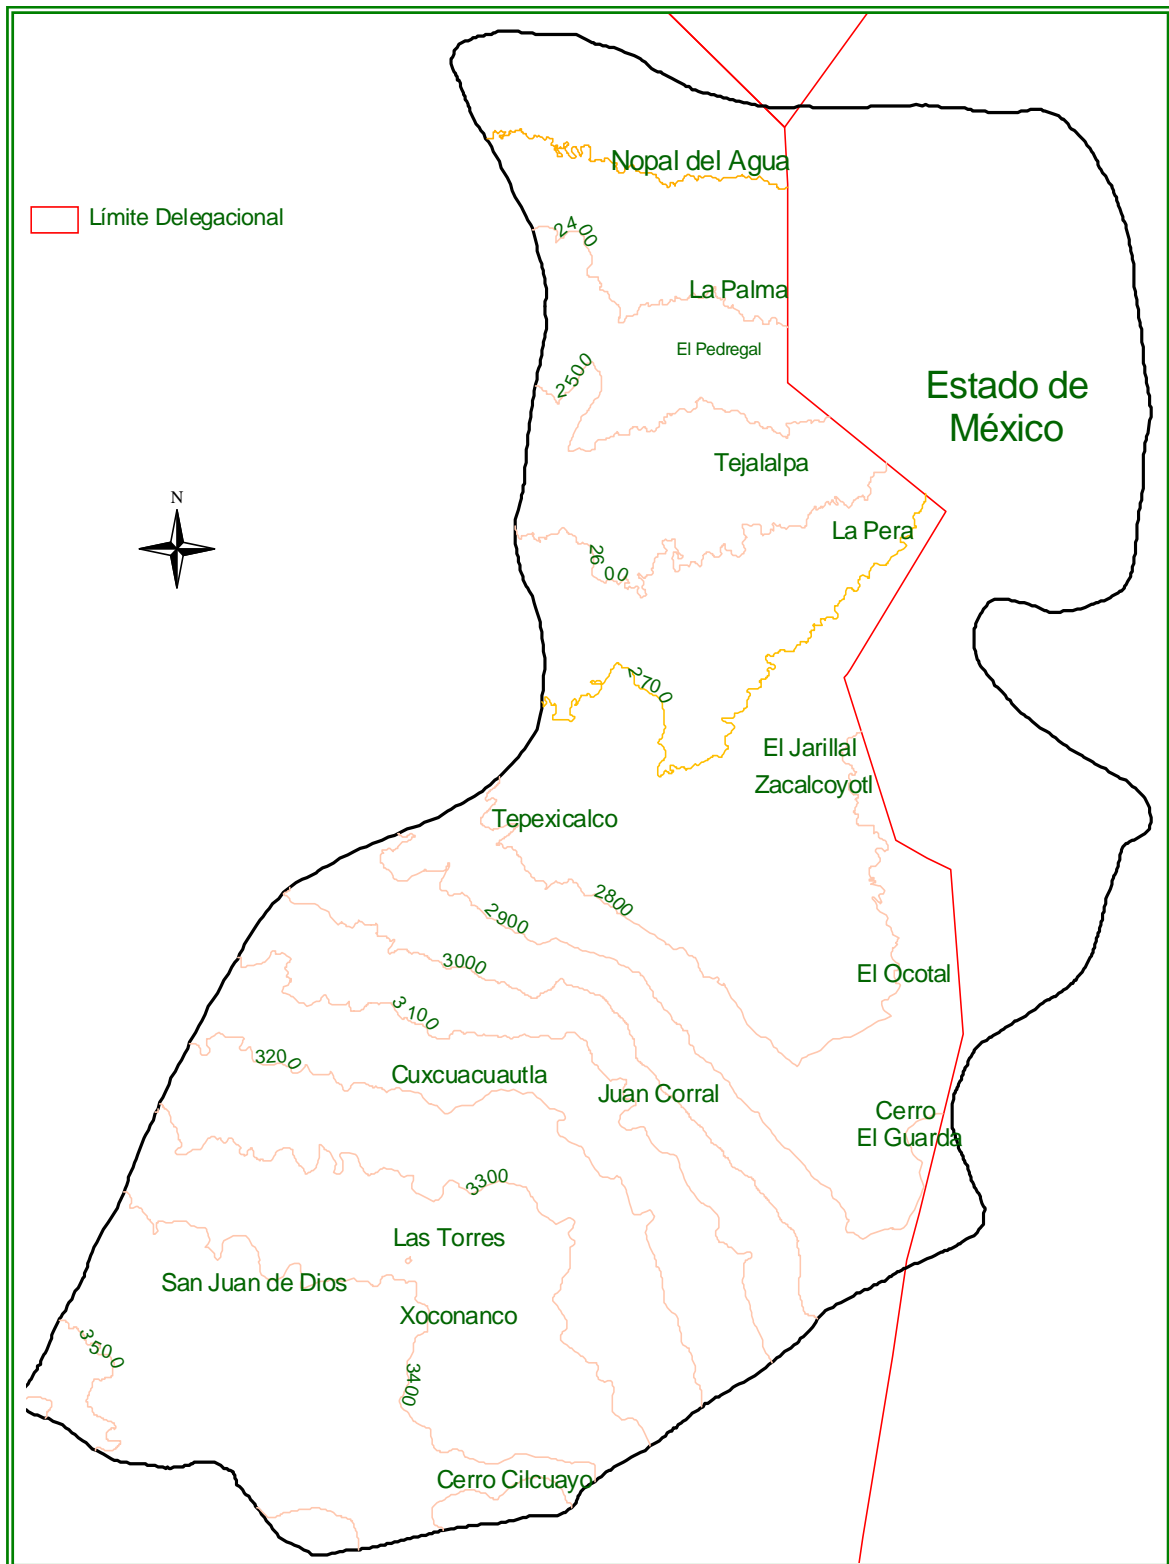 Nopal del Agua
Límite Delegacional
2400
La Palma
El Pedregal
2500
Estado de
México
Tejalalpa
N
La Pera
2600
2700
El Jarillal
Zacalcoyotl
Tepexicalco
2800
2900
3000
El Ocotal
3100
3200
Cuxcuacuautla
Juan Corral
Cerro
El Guarda
3300
Las Torres
San Juan de Dios
Xoconanco
3500
3400
Cerro Cilcuayo